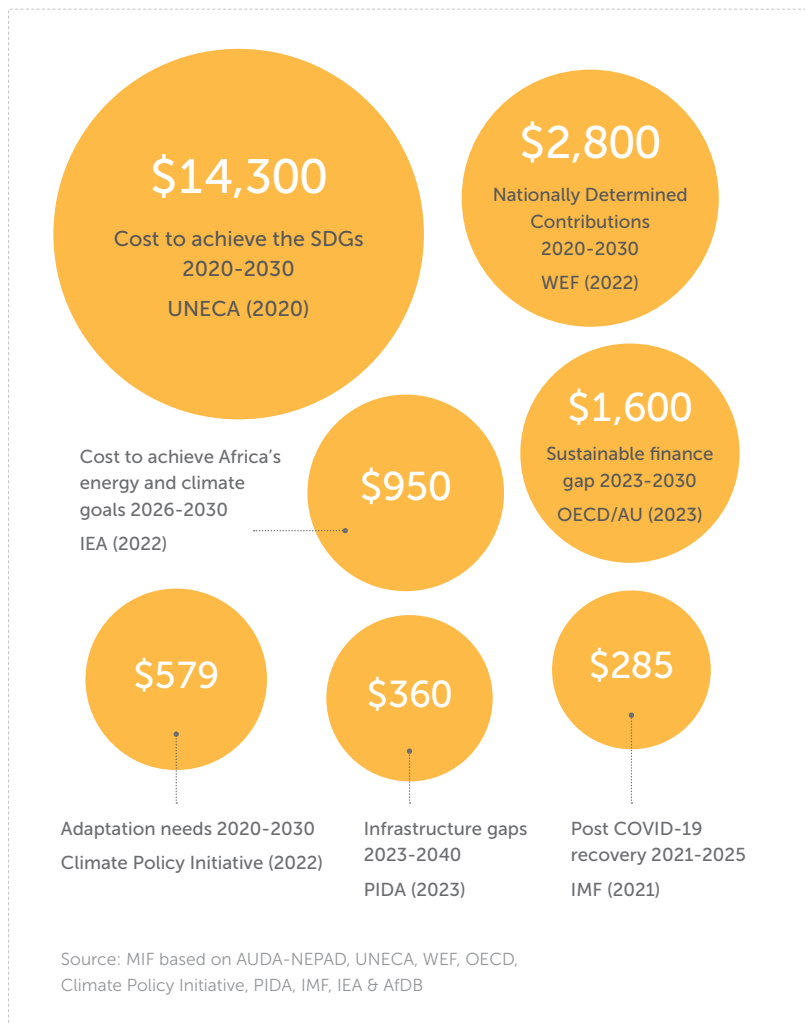 $14,300
Cost to achieve the SDGs
2020-2030
UNECA (2020)
$2,800
Nationally Determined
Contributions
2020-2030
WEF (2022)
$1,600
Sustainable finance
gap 2023-2030
OECD/AU (2023)
Cost to achieve Africa's
energy and climate
goals 2026-2030
IEA (2022)
$950
$579
Adaptation needs 2020-2030
Climate Policy Initiative (2022)
$360
Infrastructure gaps
2023-2040
PIDA (2023)
$285
Post COVID-19
recovery 2021-2025
IMF (2021)
Source: MIF based on AUDA-NEPAD, UNECA, WEF, OECD,
Climate Policy Initiative, PIDA, IMF, IEA & AfDB